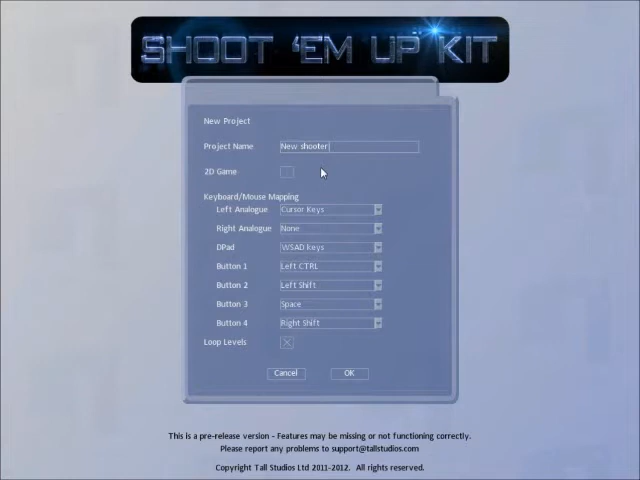 SHOOT 'EM UP KIT
New Project
Project Name New shooter
2D Game
Keyboard/Mouse Mapping
Left Analogue Cursor Keys
Right Analogue None
DPad WSAD keys
Button 1 Left CTRL
Button 2 Left Shift
Button 3 Space
Button 4 Right Shift
Loop Levels
Cancel OK
This is a pre-release version - Features may be missing or not functioning correctly.
Please report any problems to support@tallstudios.com
Copyright Tall Studios Ltd 2011-2012. All rights reserved.